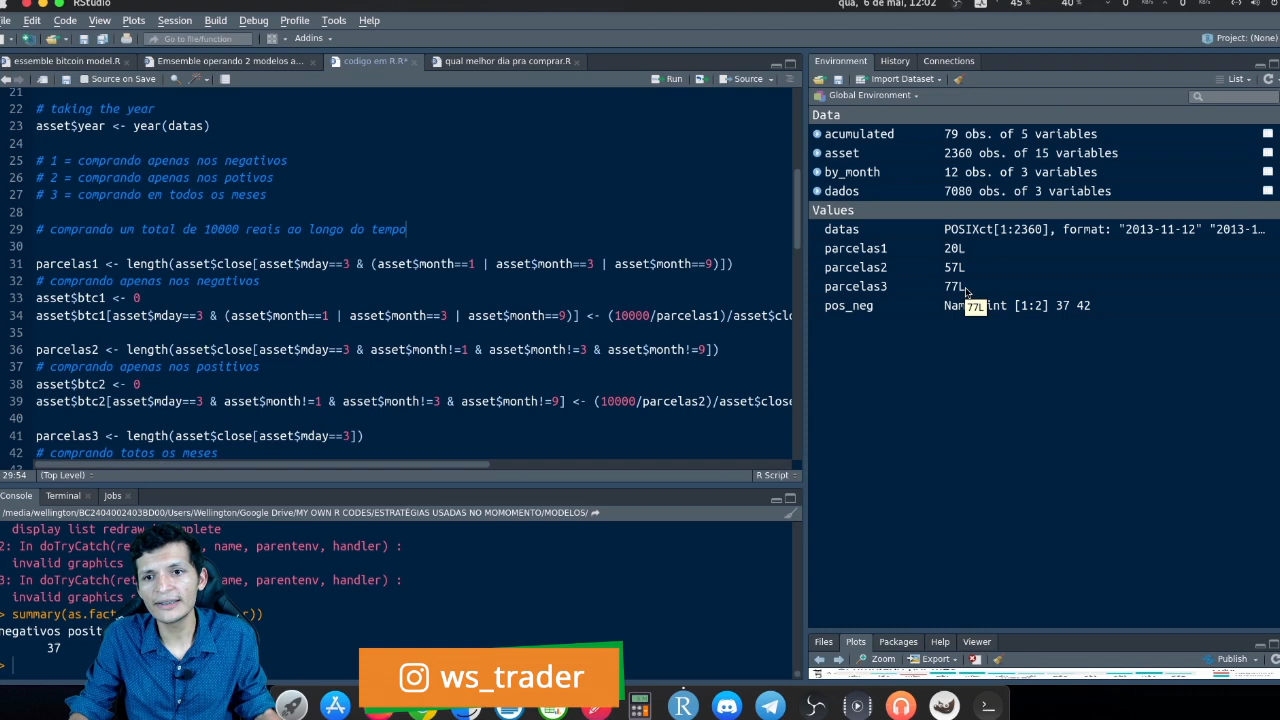 RStudio
qua, 6 de mai, 12:02
45 %
40 %
File Edit Code View Plots Session Build Debug Profile Tools Help
Go to file/function
Addins
Project: (None)
essemble bitcoin model.R
Emsemble operando 2 modelos a...
codigo em R.R*
qual melhor dia pra comprar.R
Source on Save
Run
Source
21
22 # taking the year
23 asset$year <- year(datas)
24
25 # 1 = comprando apenas nos negativos
26 # 2 = comprando apenas nos potivos
27 # 3 = comprando em todos os meses
28
29 # comprando um total de 10000 reais ao longo do tempo
30
31 parcelas1 <- length(asset$close[asset$mday==3 & (asset$month==1 | asset$month==3 | asset$month==9)])
32 # comprando apenas nos negativos
33 asset$btc1 <- 0
34 asset$btc1[asset$mday==3 & (asset$month==1 | asset$month==3 | asset$month==9)] <- (10000/parcelas1)/asset$clo
35
36 parcelas2 <- length(asset$close[asset$mday==3 & asset$month!=1 & asset$month!=3 & asset$month!=9])
37 # comprando apenas nos positivos
38 asset$btc2 <- 0
39 asset$btc2[asset$mday==3 & asset$month!=1 & asset$month!=3 & asset$month!=9] <- (10000/parcelas2)/asset$close
40
41 parcelas3 <- length(asset$close[asset$mday==3])
42 # comprando totos os meses
29:54
(Top Level)
R Script
Console
Terminal
Jobs
/media/wellington/BC2404002403BD00/Users/Wellington/Google Drive/MY OWN R CODES/ESTRATÉGIAS USADAS NO MOMOMENTO/MODELOS/
display list redraw incomplete
2: In doTryCatch(ret name, parentenv, handler) :
invalid graphics
3: In doTryCatch(ret name, parentenv, handler) :
invalid graphics
> summary(as.fact
negativos posit
37
>
Environment
History
Connections
Import Dataset
List
Global Environment
Data
acumulated 79 obs. of 5 variables
asset 2360 obs. of 15 variables
by_month 12 obs. of 3 variables
dados 7080 obs. of 3 variables
Values
datas POSIXct[1:2360], format: "2013-11-12" "2013-1...
parcelas1 20L
parcelas2 57L
parcelas3 77L
pos_neg Nam int [1:2] 37 42
77L
Files
Plots
Packages
Help
Viewer
Zoom
Export
Publish
ws_trader